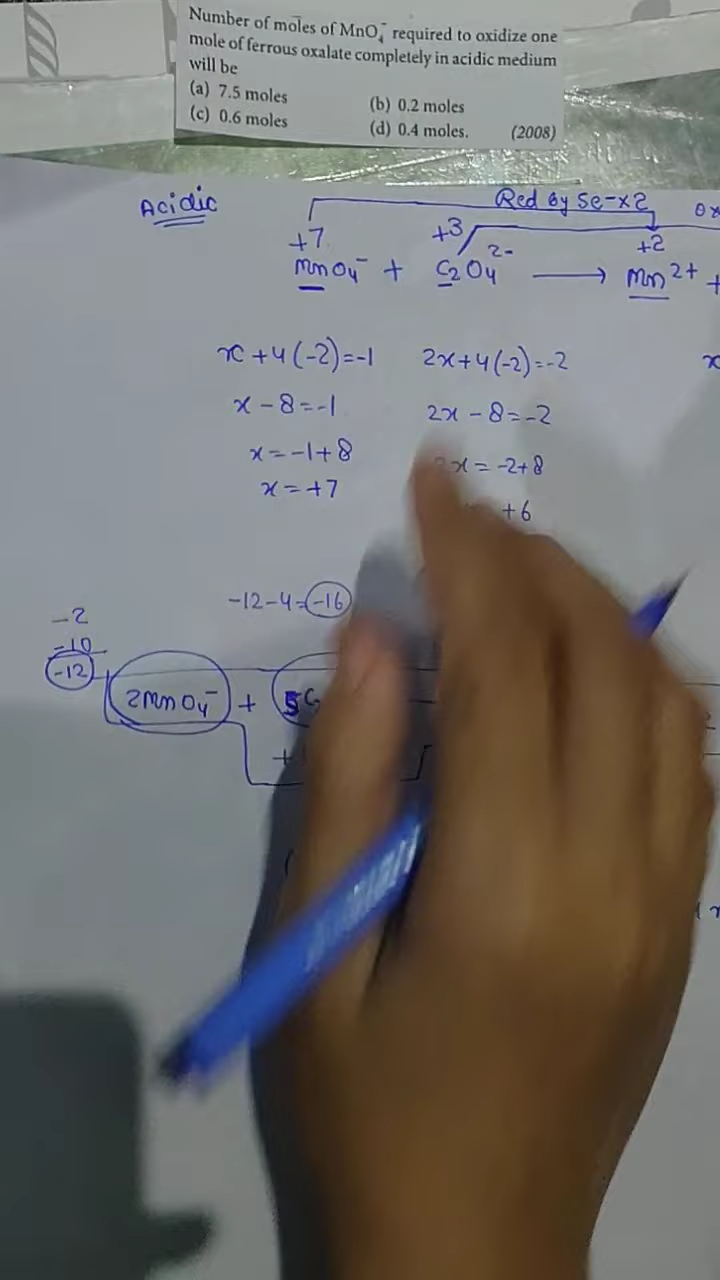 Number of moles of MnO₄⁻ required to oxidize one
mole of ferrous oxalate completely in acidic medium
will be
(a) 7.5 moles (b) 0.2 moles
(c) 0.6 moles (d) 0.4 moles. (2008)
Acidic
Red by 5e-x2
+7 +3 +2
MnO₄⁻ + C₂O₄²⁻ → Mn²⁺ +
x+4(-2)=-1 2x+4(-2)=-2
x-8=-1 2x-8=-2
x=-1+8 x=-2+8
x=+7 +6
-12-4=-16
-2
-10
-12
2MnO₄⁻ + 5C
+